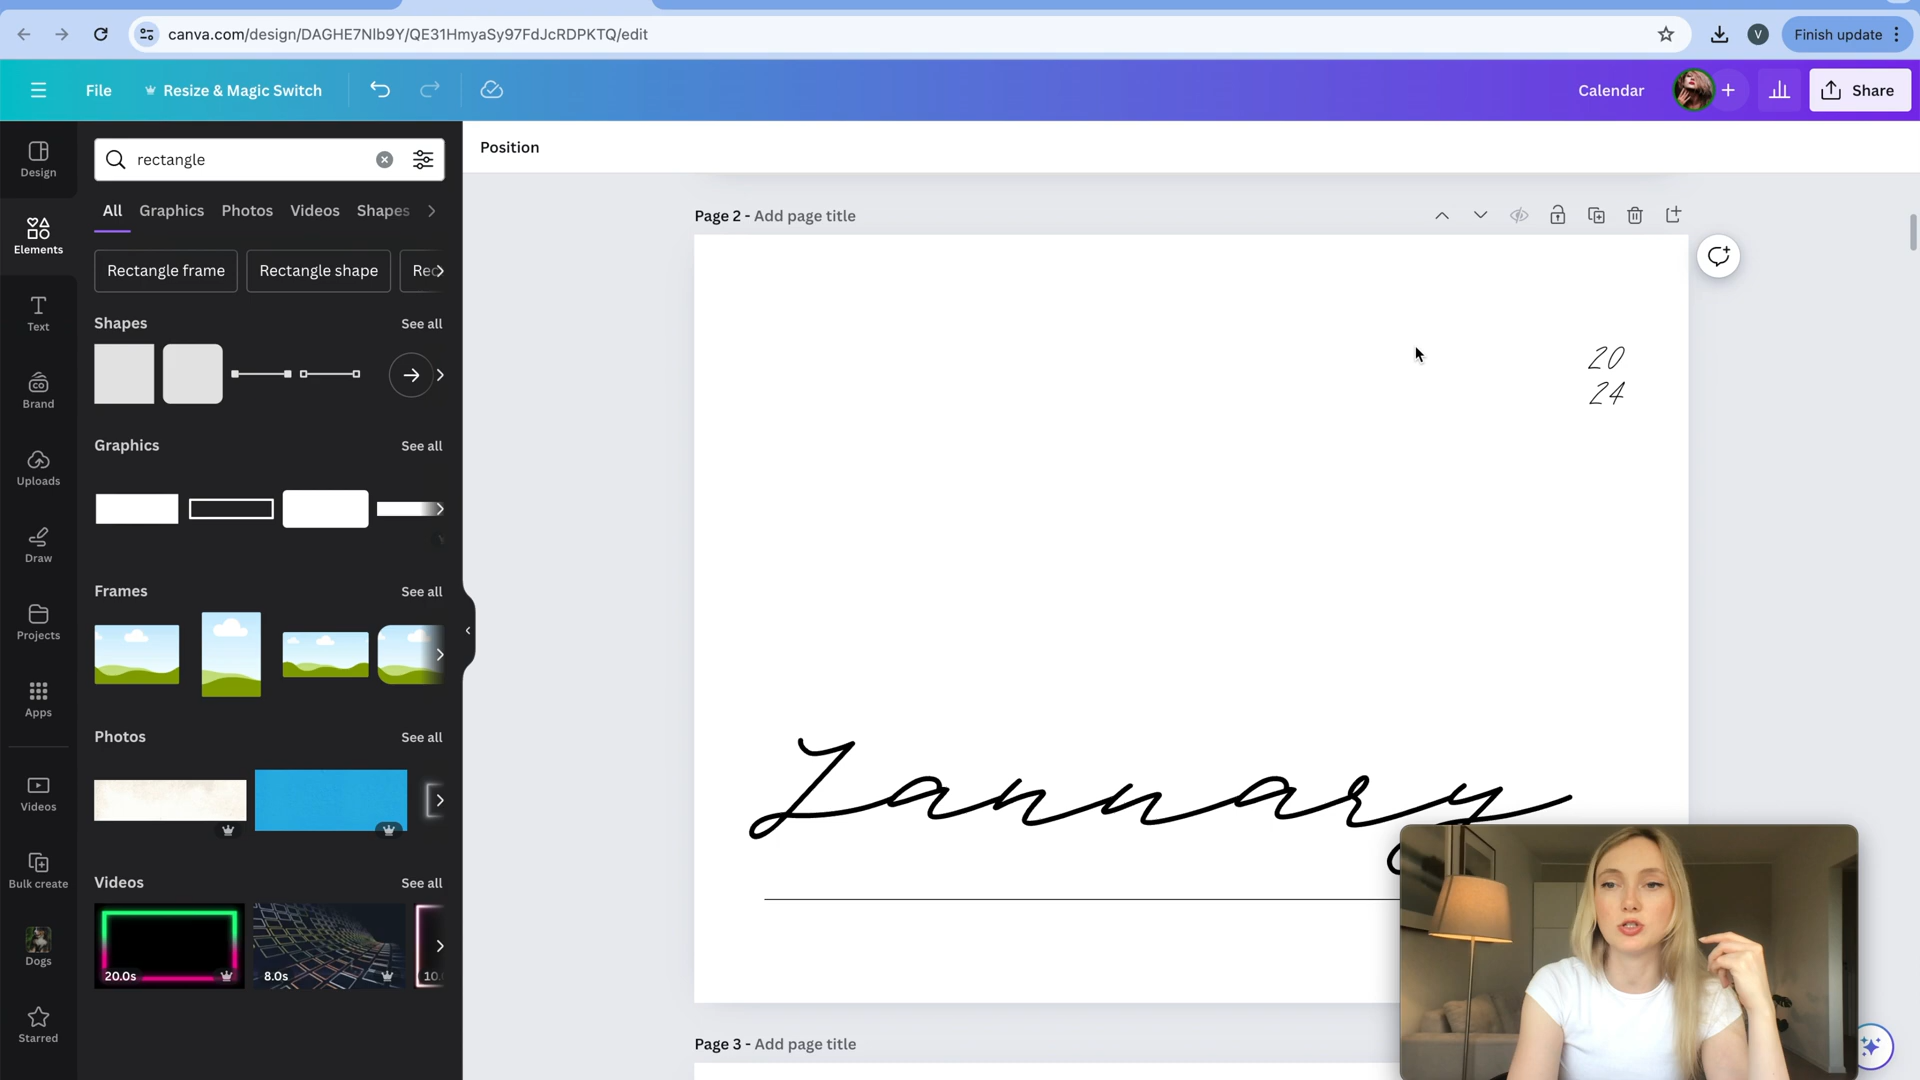 canva.com/design/DAGHE7Nlb9Y/QE31HmyaSy97FdJcRDPKTQ/edit
V
Finish update
File
Resize & Magic Switch
Calendar
Share
Design
Elements
Text
Brand
Uploads
Draw
Projects
Apps
Videos
Bulk create
Dogs
Starred
rectangle
All Graphics Photos Videos Shapes
Rectangle frame
Rectangle shape
Rec
Shapes
See all
Graphics
See all
Frames
See all
Photos
See all
Videos
See all
20.0s
8.0s
10.
Position
Page 2 - Add page title
20
24
January
Page 3 - Add page title